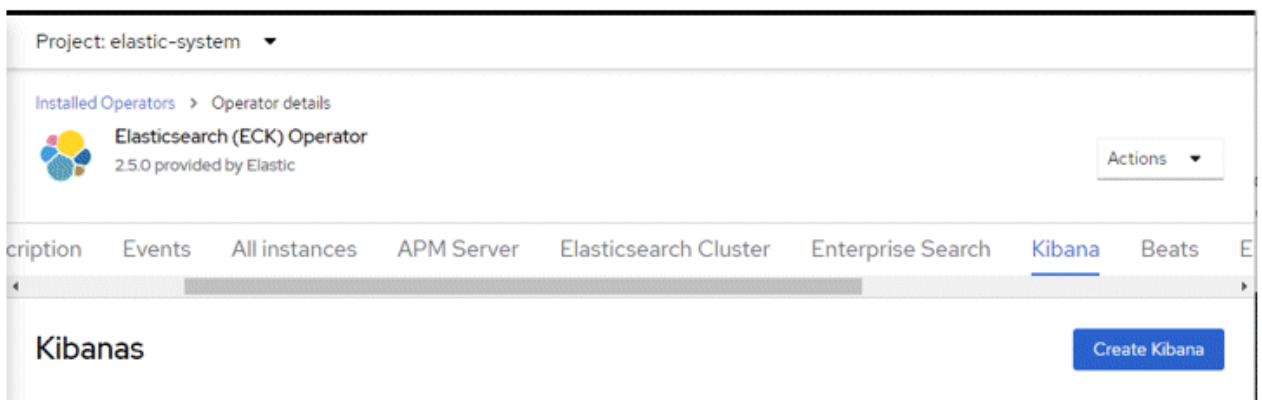 Project: elastic-system
Installed Operators > Operator details
Elasticsearch (ECK) Operator
2.5.0 provided by Elastic
Actions
cription Events All instances APM Server Elasticsearch Cluster Enterprise Search Kibana Beats E
Kibanas
Create Kibana